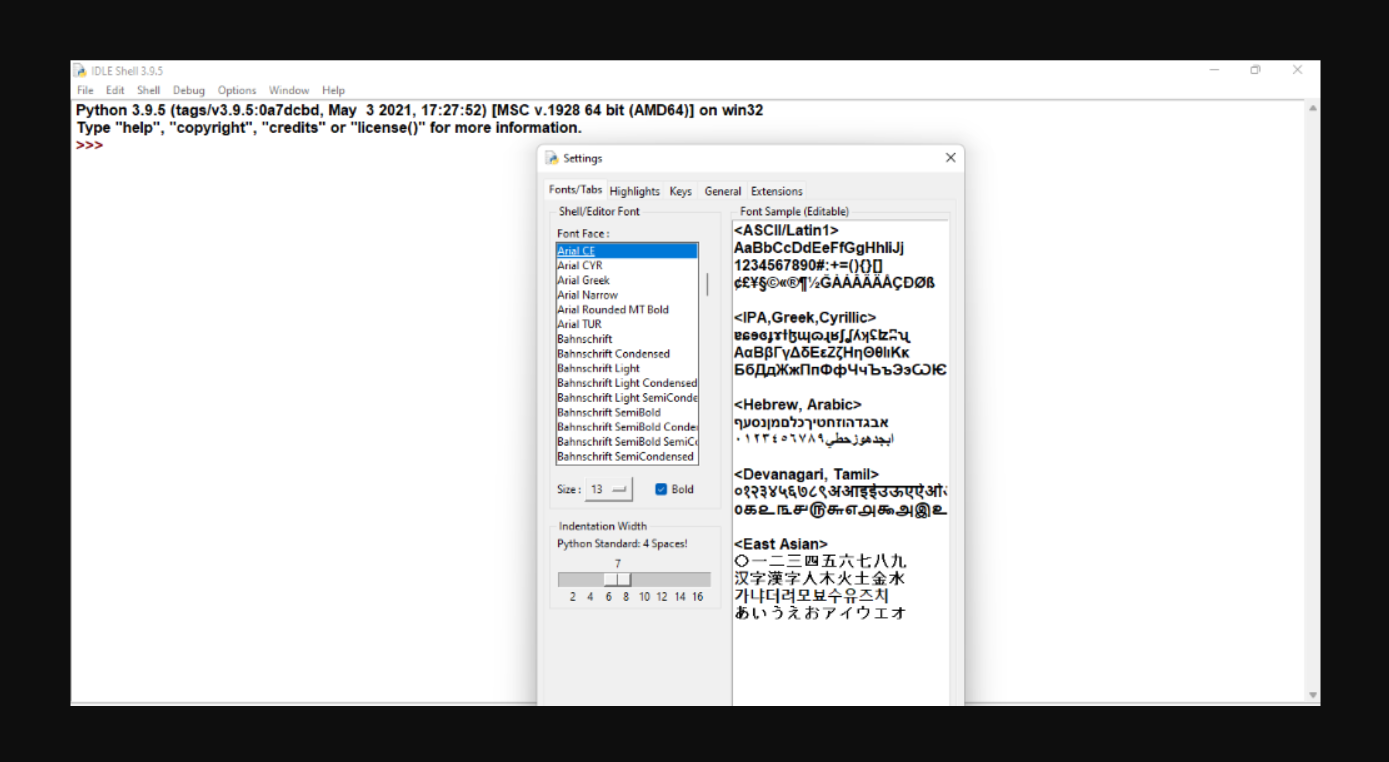 IDLE Shell 3.9.5
File Edit Shell Debug Options Window Help
Python 3.9.5 (tags/v3.9.5:0a7dcbd, May 3 2021, 17:27:52) [MSC v.1928 64 bit (AMD64)] on win32
Type "help", "copyright", "credits" or "license()" for more information.
>>>
Settings
Fonts/Tabs Highlights Keys General Extensions
Shell/Editor Font
Font Face :
Arial CE
Arial CYR
Arial Greek
Arial Narrow
Arial Rounded MT Bold
Arial TUR
Bahnschrift
Bahnschrift Condensed
Bahnschrift Light
Bahnschrift Light Condensed
Bahnschrift Light SemiConde
Bahnschrift SemiBold
Bahnschrift SemiBold Conde
Bahnschrift SemiBold SemiC
Bahnschrift SemiCondensed
Size : 13 Bold
Indentation Width
Python Standard: 4 Spaces!
7
2 4 6 8 10 12 14 16
Font Sample (Editable)
<ASCII/Latin1>
AaBbCcDdEeFfGgHhIiJj
1234567890#:+=(){}[]
<IPA,Greek,Cyrillic>
ΑαΒβΓγΔδΕεΖζΗηΘθΙιΚκ
БбДдЖжПпФфЧчЪъЭэѠѤ
<Hebrew, Arabic>
אבגדהוזחטיךכלםמןנסעף
ابجدهوزحطي٠١٢٣٤٥٦٧٨٩
<Devanagari, Tamil>
<East Asian>
〇一二三四五六七八九
汉字漢字人木火土金水
가냐더려모뵤수유즈치
あいうえおアイウエオ